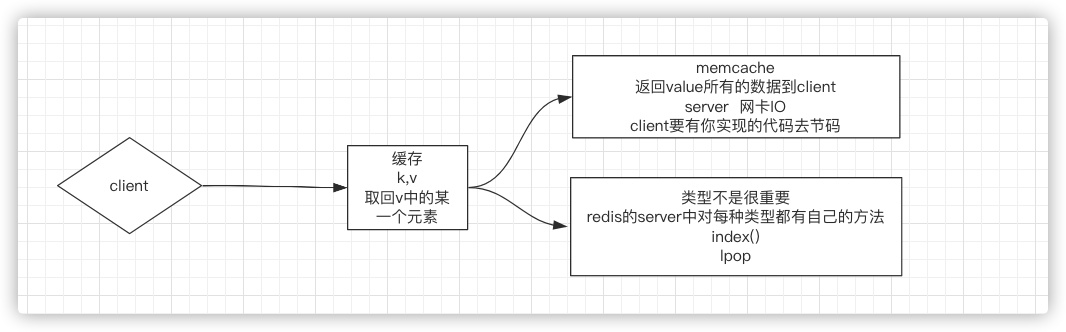 client
缓存
k,v
取回v中的某
一个元素
memcache
返回value所有的数据到client
server 网卡IO
client要有你实现的代码去节码
类型不是很重要
redis的server中对每种类型都有自己的方法
index()
lpop